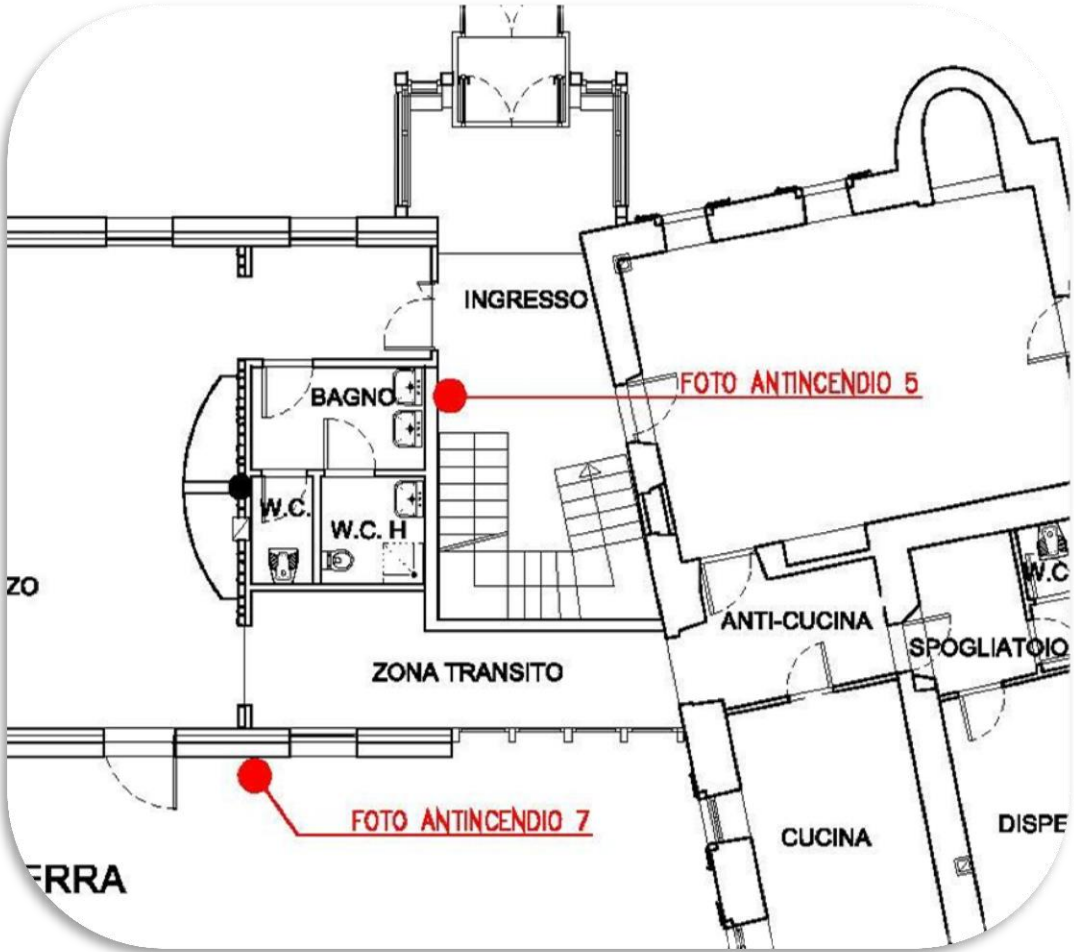 INGRESSO
FOTO ANTINCENDIO 5
BAGNO
W.C.
W.C. H
ZO
ANTI-CUCINA
W.C
SPOGLIATOIO
ZONA TRANSITO
FOTO ANTINCENDIO 7
CUCINA
DISPE
ERRA